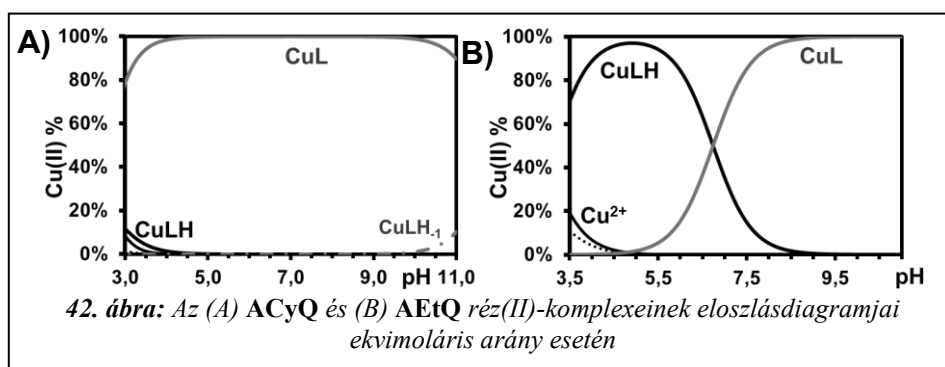 A)
100%
80%
60%
40%
20%
0%
Cu(II) %
CuL
CuLH
CuLH-1
3,0 5,0 7,0 9,0 pH 11,0
B)
100%
80%
60%
40%
20%
0%
Cu(II) %
CuLH
CuL
Cu²⁺
3,5 5,5 7,5 9,5 pH
42. ábra: Az (A) ACyQ és (B) AEtQ réz(II)-komplexeinek eloszlásdiagramjai
ekvimoláris arány esetén